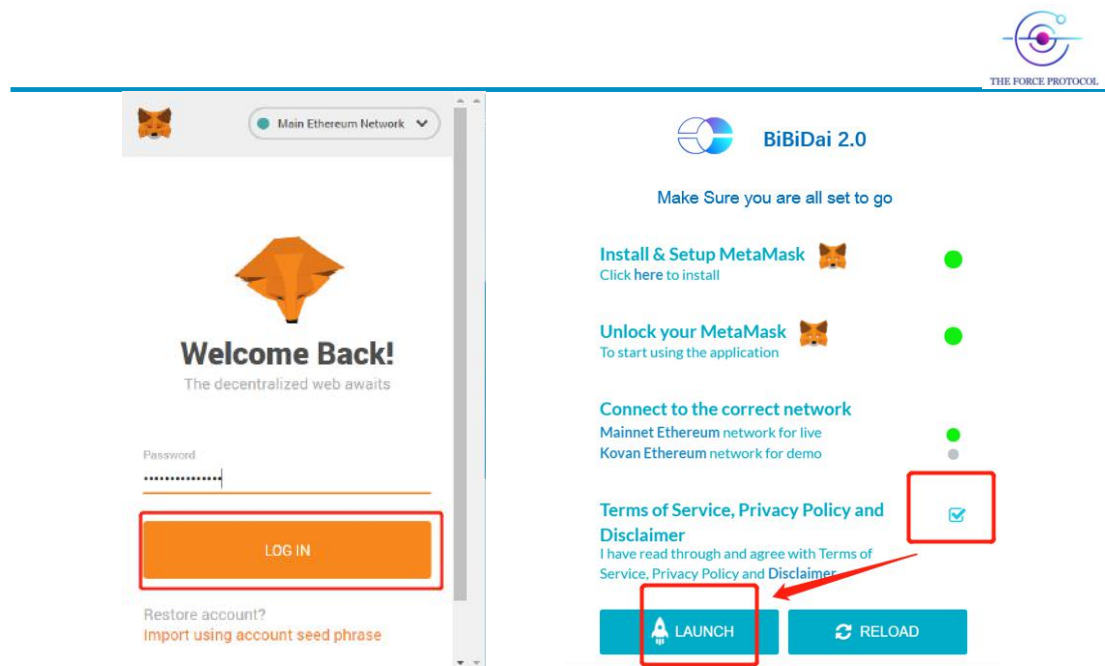 THE FORCE PROTOCOL
Main Ethereum Network
Welcome Back!
The decentralized web awaits
Password
LOG IN
Restore account?
Import using account seed phrase
BiBiDai 2.0
Make Sure you are all set to go
Install & Setup MetaMask
Click here to install
Unlock your MetaMask
To start using the application
Connect to the correct network
Mainnet Ethereum network for live
Kovan Ethereum network for demo
Terms of Service, Privacy Policy and
Disclaimer
I have read through and agree with Terms of
Service, Privacy Policy and Disclaimer
LAUNCH
RELOAD